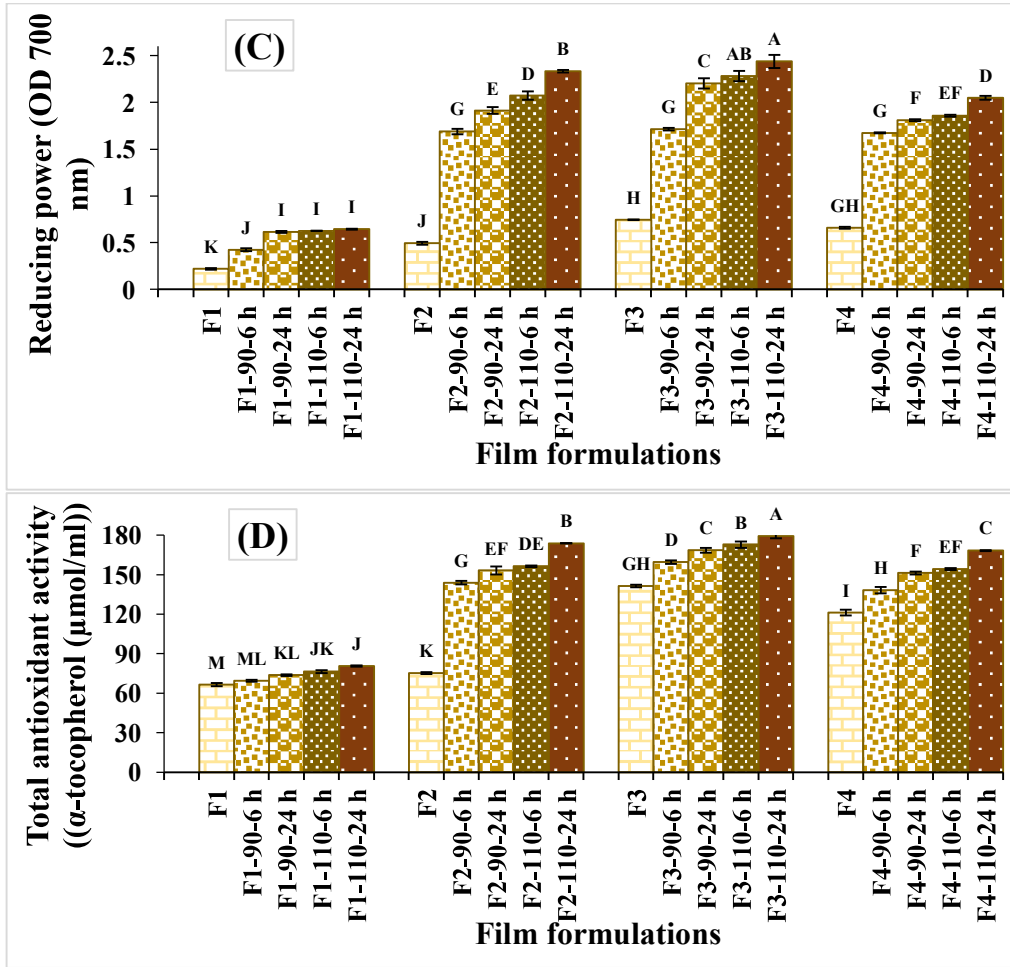 (C)
Reducing power (OD 700
nm)
2.5
2
1.5
1
0.5
0
K
J
I
I
I
J
G
E
D
B
H
G
C
AB
A
GH
G
F
EF
D
F1
F1-90-6 h
F1-90-24 h
F1-110-6 h
F1-110-24 h
F2
F2-90-6 h
F2-90-24 h
F2-110-6 h
F2-110-24 h
F3
F3-90-6 h
F3-90-24 h
F3-110-6 h
F3-110-24 h
F4
F4-90-6 h
F4-90-24 h
F4-110-6 h
F4-110-24 h
Film formulations
(D)
Total antioxidant activity
((α-tocopherol (μmol/ml))
180
150
120
90
60
30
0
M
ML
KL
JK
J
K
G
EF
DE
B
GH
D
C
B
A
I
H
F
EF
C
F1
F1-90-6 h
F1-90-24 h
F1-110-6 h
F1-110-24 h
F2
F2-90-6 h
F2-90-24 h
F2-110-6 h
F2-110-24 h
F3
F3-90-6 h
F3-90-24 h
F3-110-6 h
F3-110-24 h
F4
F4-90-6 h
F4-90-24 h
F4-110-6 h
F4-110-24 h
Film formulations